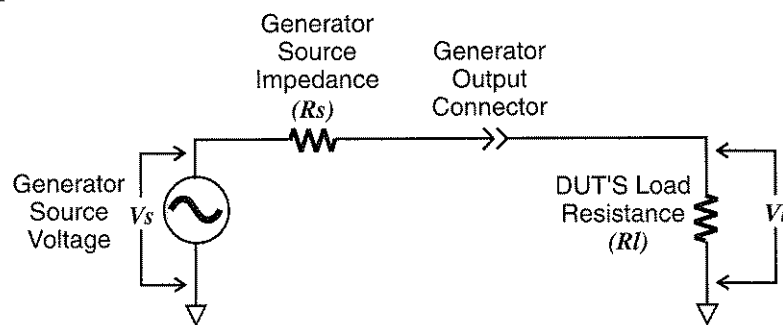 Generator
Source
Impedance
(Rs)
Generator
Output
Connector
Generator
Source
Voltage
Vs
DUT'S Load
Resistance
(Rl)